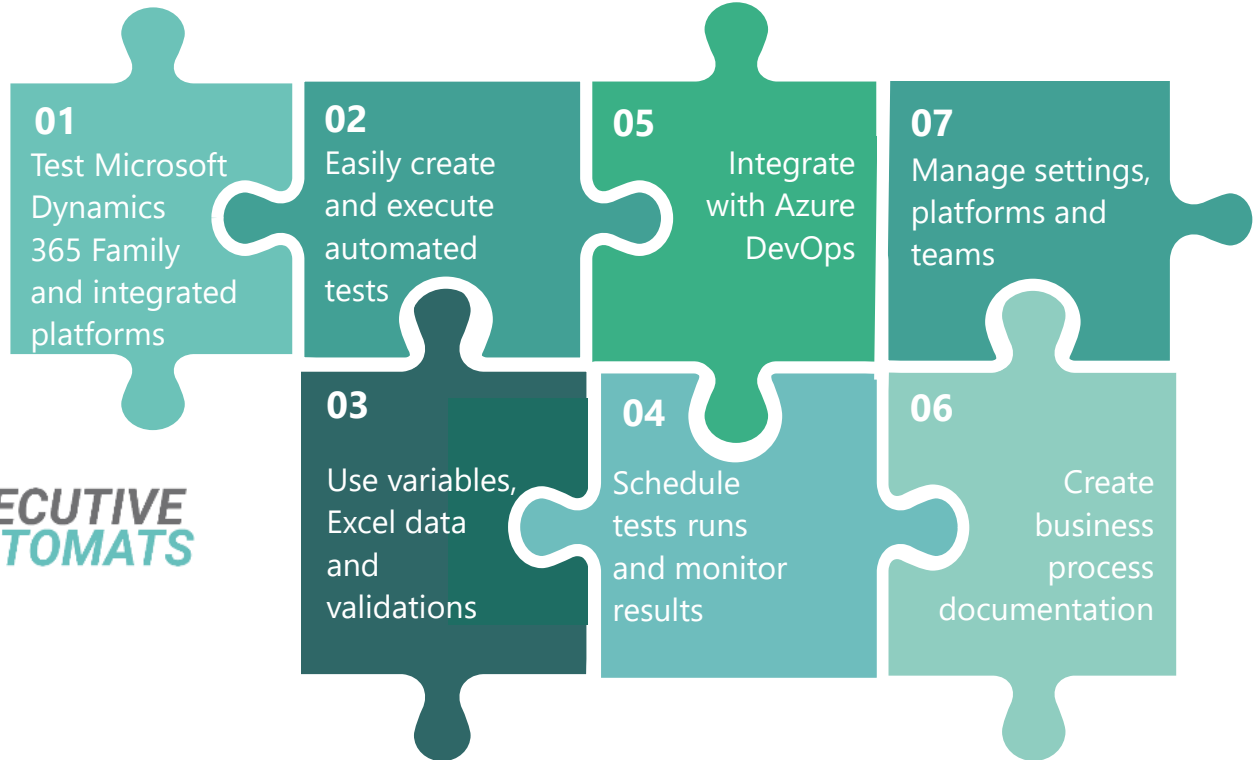 01
Test Microsoft
Dynamics
365 Family
and integrated
platforms
02
Easily create
and execute
automated
tests
05
Integrate
with Azure
DevOps
07
Manage settings,
platforms and
teams
03
Use variables,
Excel data
and
validations
04
Schedule
tests runs
and monitor
results
06
Create
business
process
documentation
ECUTIVE
TOMATS